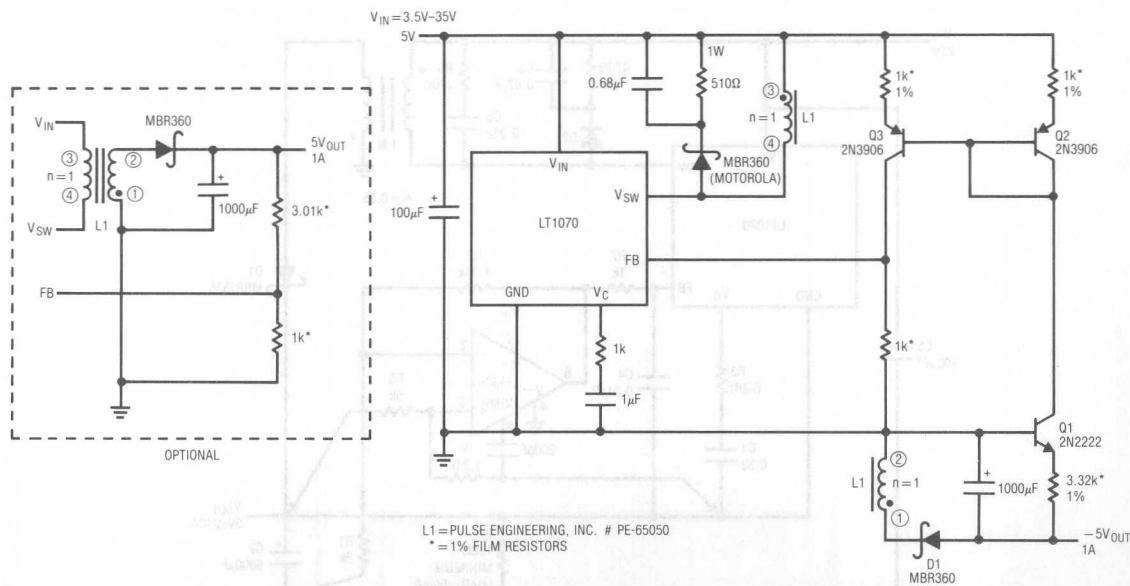 V_IN = 3.5V–35V
5V
V_IN
3
n = 1
4
V_SW
L1
2
1
MBR360
+
1000µF
5V_OUT
1A
3.01k*
FB
1k*
OPTIONAL
+
100µF
0.68µF
1W
510Ω
MBR360
(MOTOROLA)
3
n = 1
4
L1
1k*
1%
Q3
2N3906
1k*
1%
Q2
2N3906
V_IN
V_SW
LT1070
FB
GND
V_C
1k
1µF
1k*
Q1
2N2222
3.32k*
1%
L1
2
n = 1
1
+
1000µF
D1
MBR360
–5V_OUT
1A
L1 = PULSE ENGINEERING, INC. # PE-65050
* = 1% FILM RESISTORS